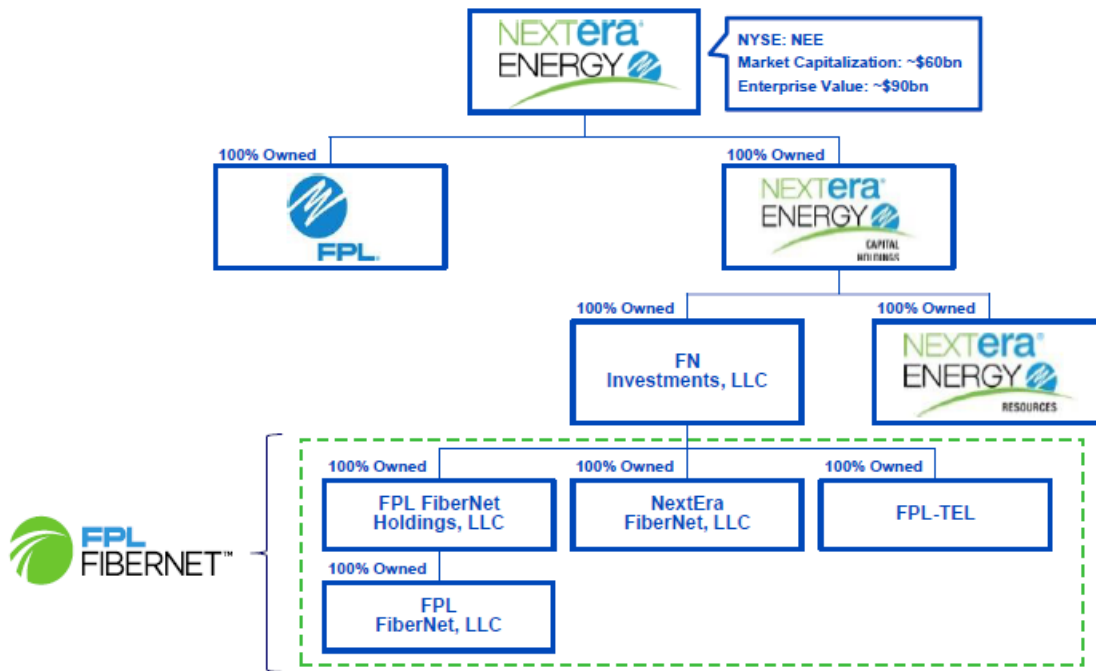 NEXTera®
ENERGY
NYSE: NEE
Market Capitalization: ~$60bn
Enterprise Value: ~$90bn
100% Owned
100% Owned
FPL®
NEXTera®
ENERGY
CAPITAL
HOLDINGS
100% Owned
100% Owned
FN
Investments, LLC
NEXTera®
ENERGY
RESOURCES
100% Owned
100% Owned
100% Owned
FPL FiberNet
Holdings, LLC
NextEra
FiberNet, LLC
FPL-TEL
FPL
FIBERNET™
100% Owned
FPL
FiberNet, LLC